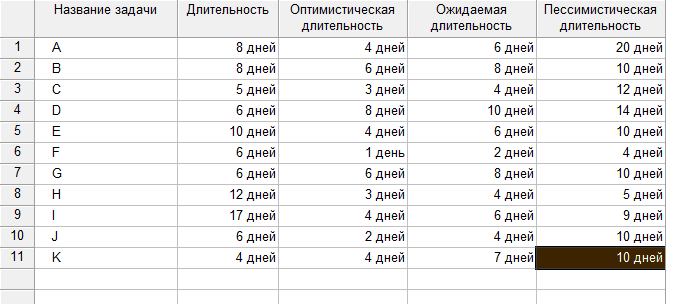 Название задачи Длительность Оптимистическая длительность Ожидаемая длительность Пессимистическая длительность
1 A 8 дней 4 дней 6 дней 20 дней
2 B 8 дней 6 дней 8 дней 10 дней
3 C 5 дней 3 дней 4 дней 12 дней
4 D 6 дней 8 дней 10 дней 14 дней
5 E 10 дней 4 дней 6 дней 10 дней
6 F 6 дней 1 день 2 дней 4 дней
7 G 6 дней 6 дней 8 дней 10 дней
8 H 12 дней 3 дней 4 дней 5 дней
9 I 17 дней 4 дней 6 дней 9 дней
10 J 6 дней 2 дней 4 дней 10 дней
11 K 4 дней 4 дней 7 дней 10 дней